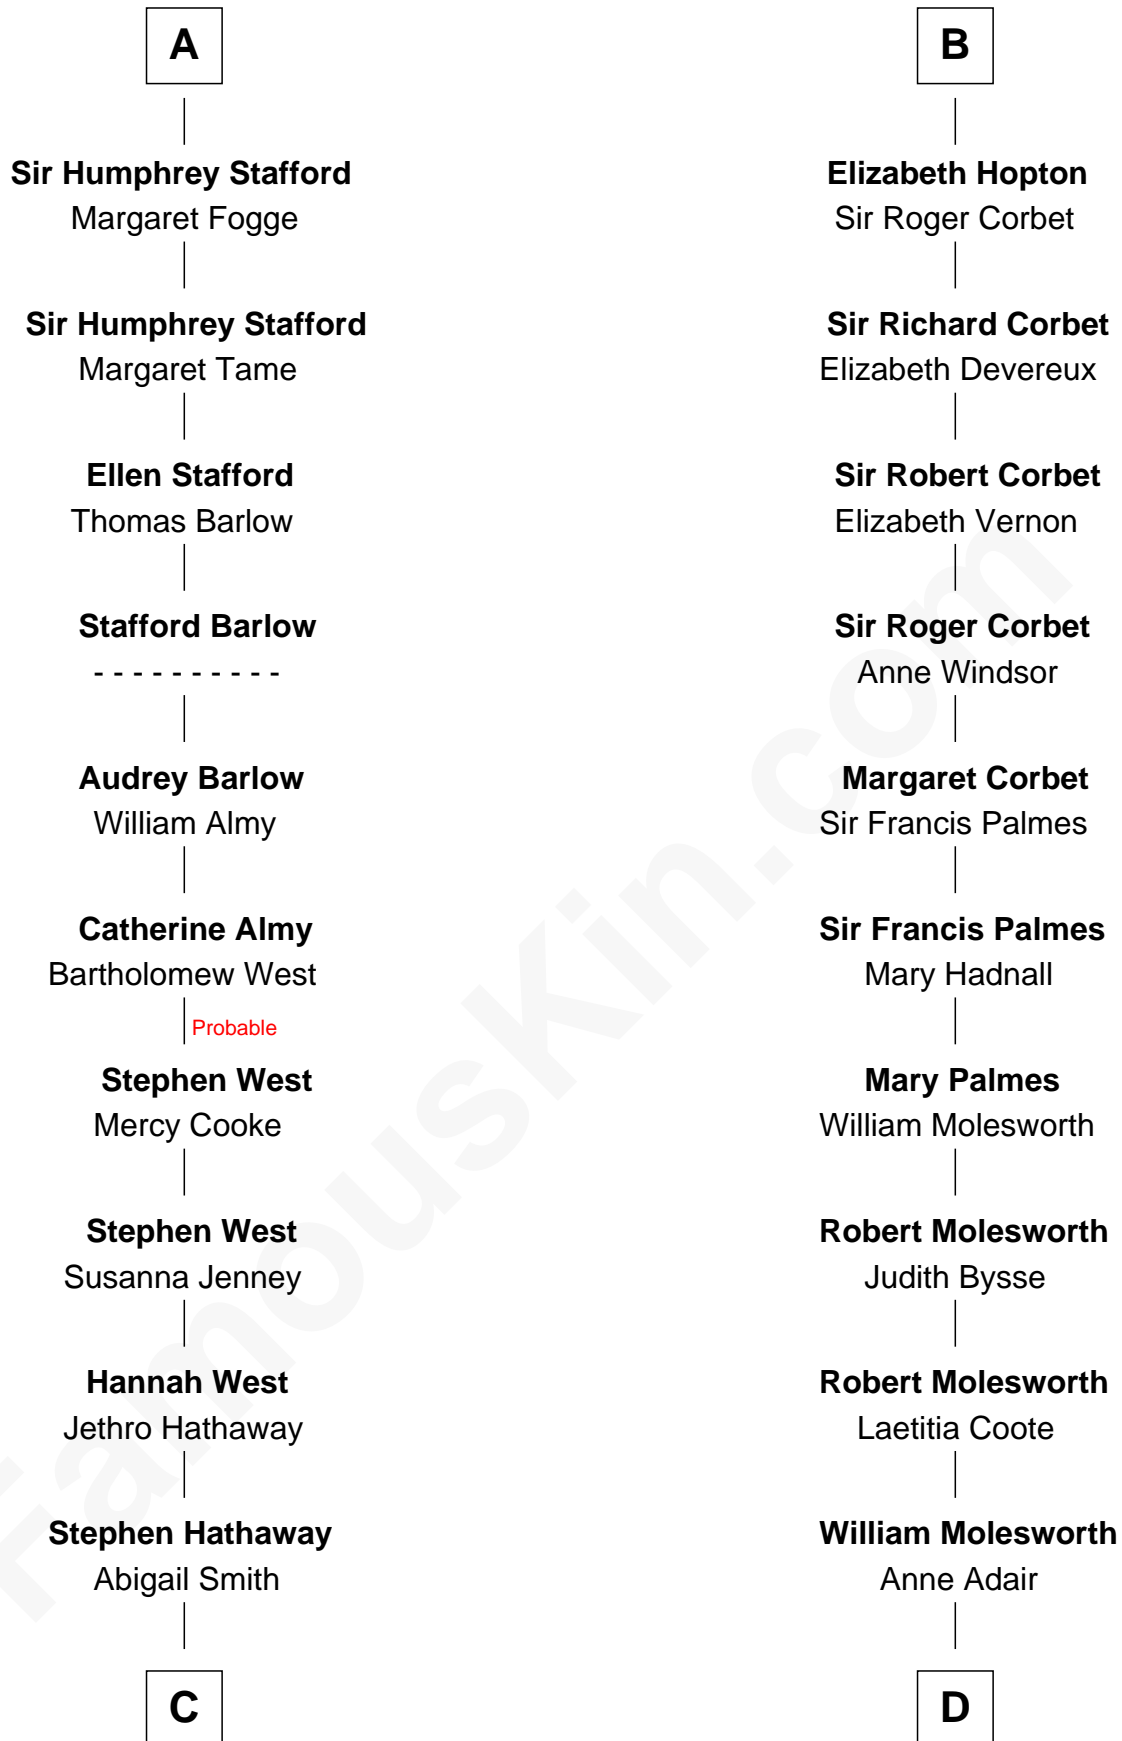 A
Sir Humphrey Stafford
Margaret Fogge
Sir Humphrey Stafford
Margaret Tame
Ellen Stafford
Thomas Barlow
Stafford Barlow
- - - - - - - - - -
Audrey Barlow
William Almy
Catherine Almy
Bartholomew West
Probable
Stephen West
Mercy Cooke
Stephen West
Susanna Jenney
Hannah West
Jethro Hathaway
Stephen Hathaway
Abigail Smith
C
B
Elizabeth Hopton
Sir Roger Corbet
Sir Richard Corbet
Elizabeth Devereux
Sir Robert Corbet
Elizabeth Vernon
Sir Roger Corbet
Anne Windsor
Margaret Corbet
Sir Francis Palmes
Sir Francis Palmes
Mary Hadnall
Mary Palmes
William Molesworth
Robert Molesworth
Judith Bysse
Robert Molesworth
Laetitia Coote
William Molesworth
Anne Adair
D
FamousKin.com